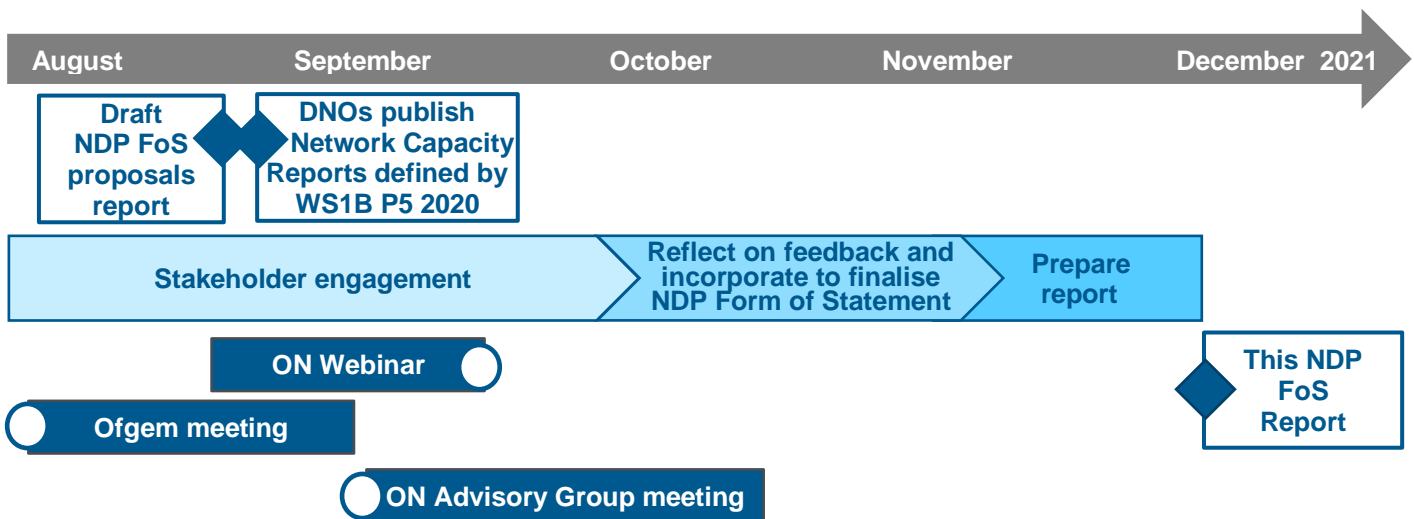 August September October November December 2021
Draft
NDP FoS
proposals
report
DNOs publish
Network Capacity
Reports defined by
WS1B P5 2020
Stakeholder engagement
Reflect on feedback and
incorporate to finalise
NDP Form of Statement
Prepare
report
ON Webinar
This NDP
FoS
Report
Ofgem meeting
ON Advisory Group meeting